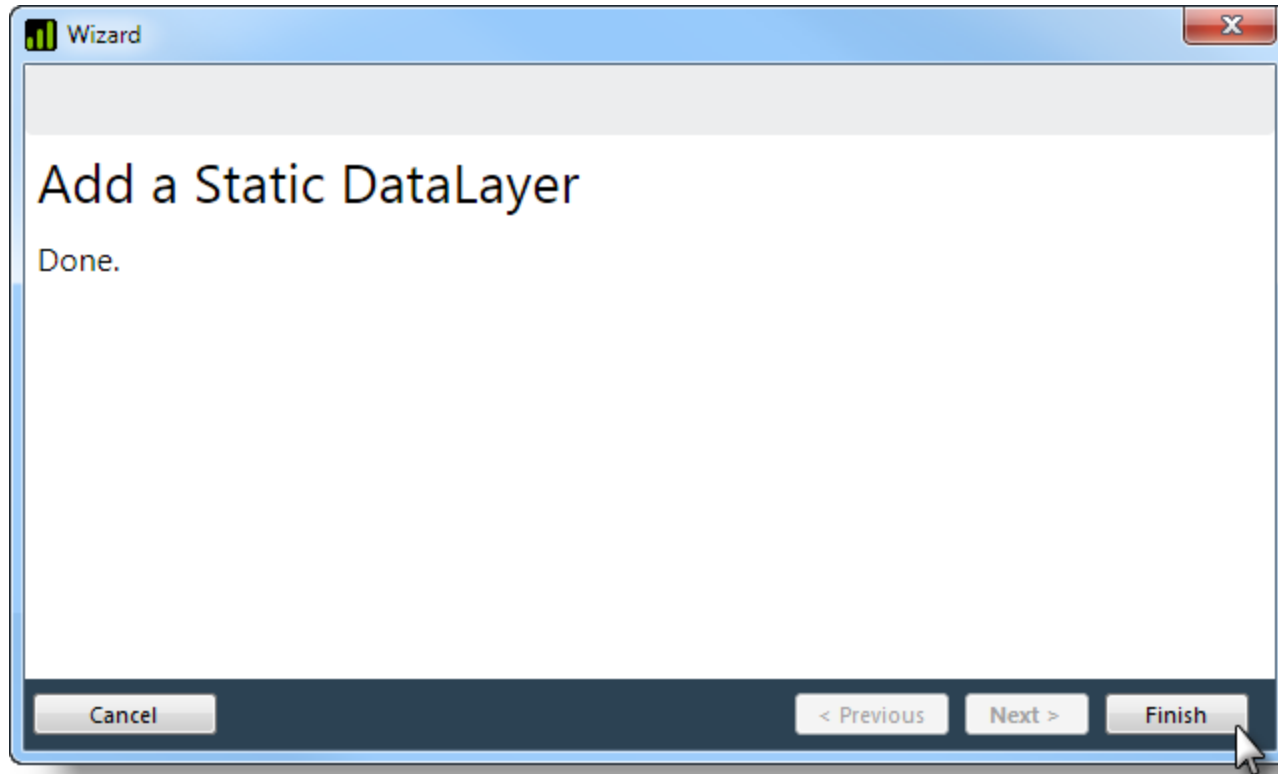 Wizard
x
Add a Static DataLayer
Done.
Cancel
< Previous
Next >
Finish